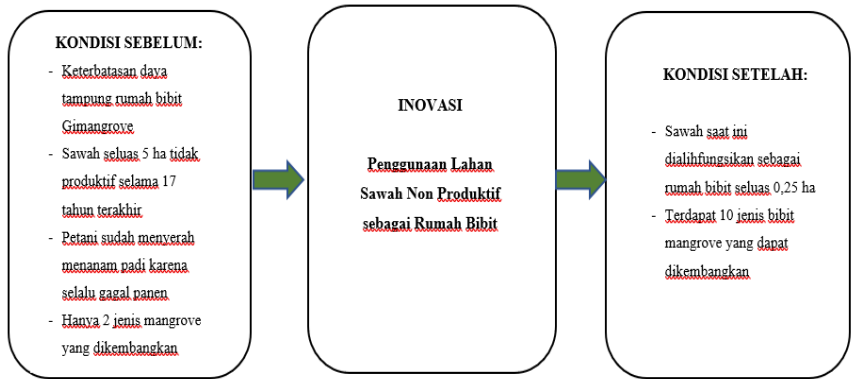 KONDISI SEBELUM:
- Keterbatasan daya
tampung rumah bibit
Gimangrove
- Sawah seluas 5 ha tidak
produktif selama 17
tahun terakhir
- Petani sudah menyerah
menanam padi karena
selalu gagal panen
- Hanya 2 jenis mangrove
yang dikembangkan
INOVASI
Penggunaan Lahan
Sawah Non Produktif
sebagai Rumah Bibit
KONDISI SETELAH:
- Sawah saat ini
dialihfungsikan sebagai
rumah bibit seluas 0,25 ha
- Terdapat 10 jenis bibit
mangrove yang dapat
dikembangkan